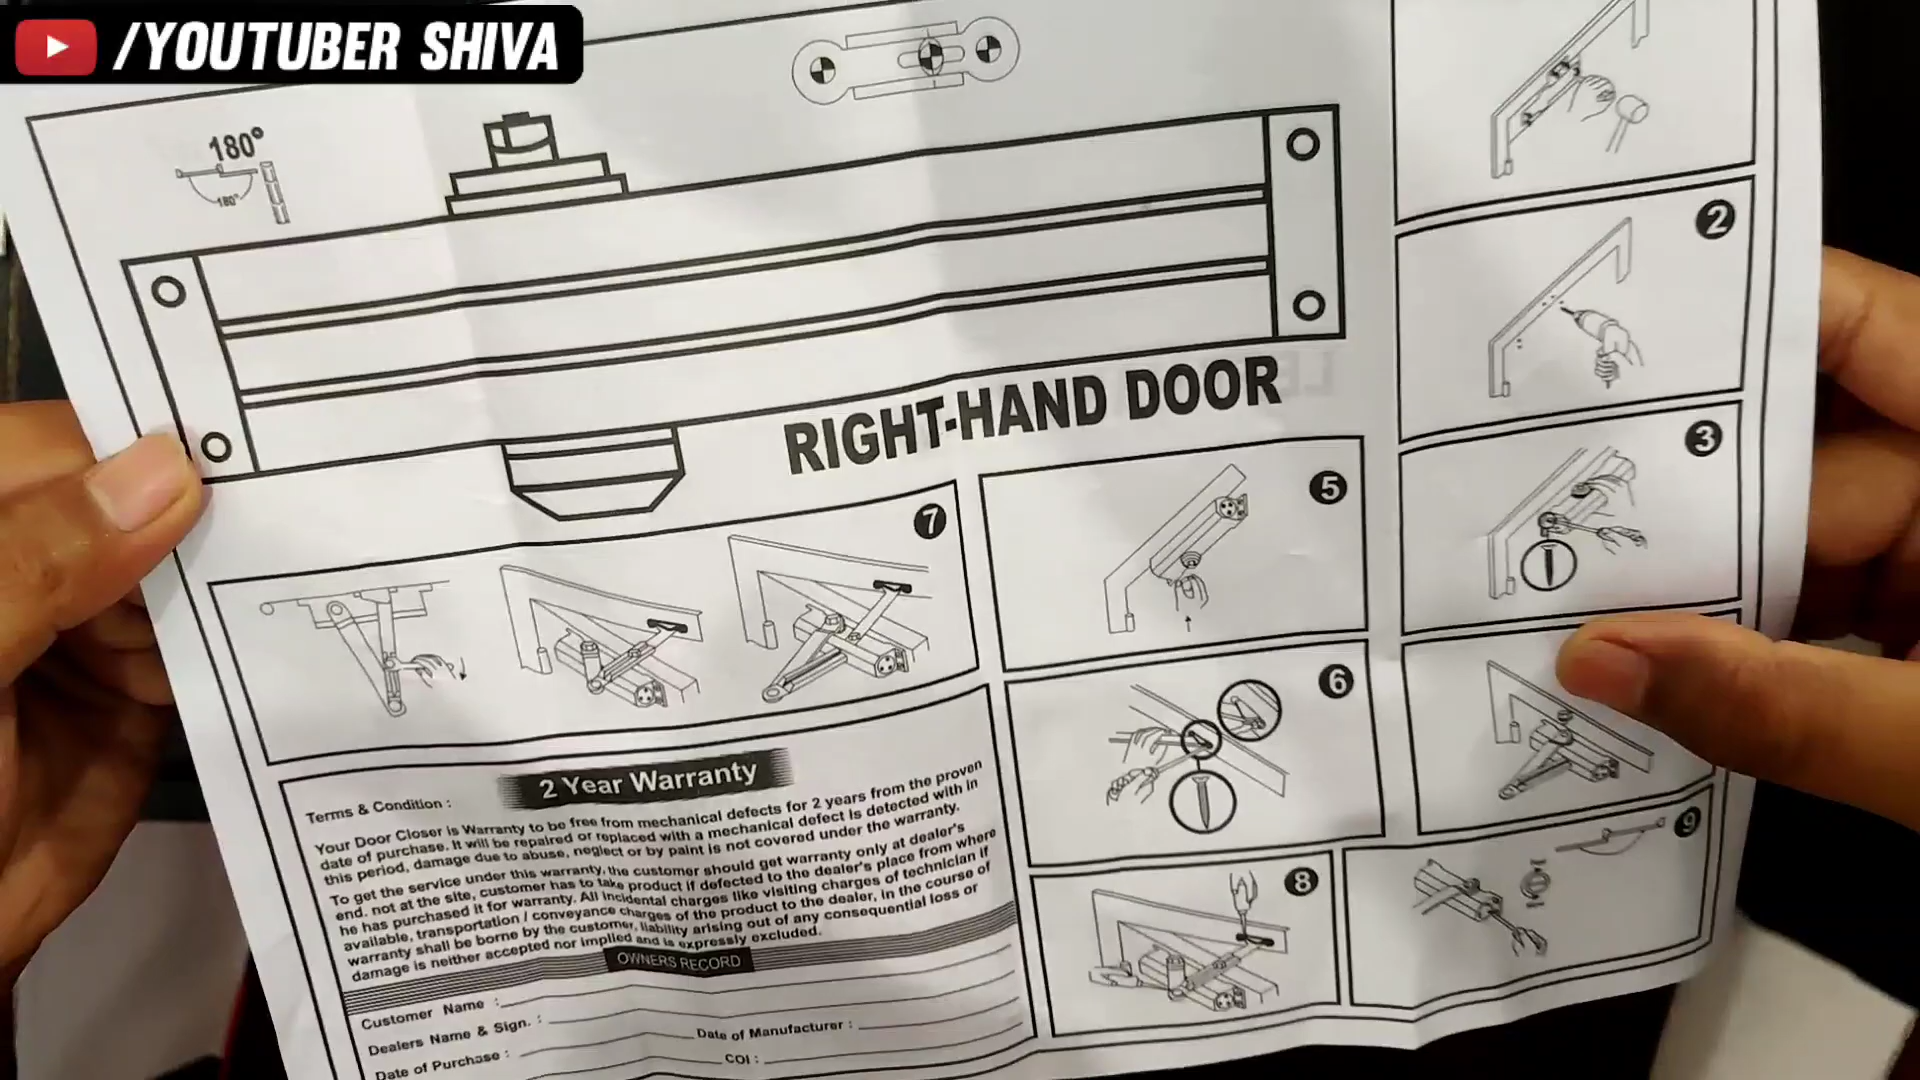 /YOUTUBER SHIVA
180°
180°
RIGHT-HAND DOOR
2
3
5
6
7
8
9
2 Year Warranty
Terms & Condition :
Your Door Closer is Warranty to be free from mechanical defects for 2 years from the proven
date of purchase. It will be repaired or replaced with a mechanical defect is detected with in
this period, damage due to abuse, neglect or by paint is not covered under the warranty.
To get the service under this warranty, the customer should get warranty only at dealer's
end. not at the site, customer has to take product if defected to the dealer's place from where
he has purchased it for warranty. All incidental charges like visiting charges of technician if
available, transportation / conveyance charges of the product to the dealer, in the course of
warranty shall be borne by the customer, liability arising out of any consequential loss or
damage is neither accepted nor implied and is expressly excluded.
OWNERS RECORD
Customer Name :
Dealers Name & Sign. :
Date of Purchase :
Date of Manufacturer :
COI :